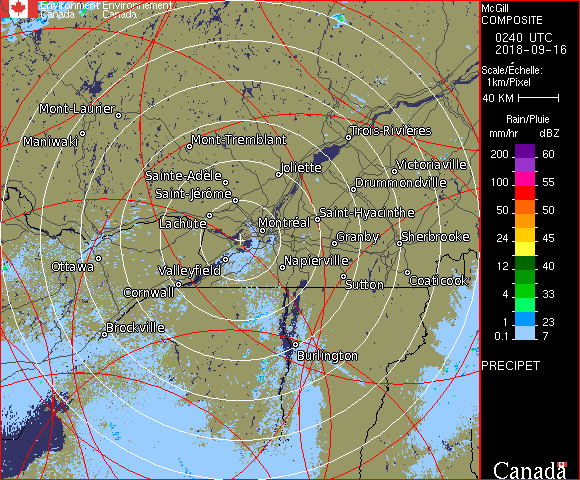 Environment Environnement
Canada Canada
Mont-Laurier
Maniwaki
Mont-Tremblant
Trois-Rivières
Sainte-Adèle
Joliette
Victoriaville
Saint-Jérôme
Drummondville
Lachute
Montréal
Saint-Hyacinthe
Granby
Sherbrooke
Ottawa
Valleyfield
Napierville
Cornwall
Sutton
Coaticook
Brockville
Burlington
McGill
COMPOSITE
0240 UTC
2018-09-16
Scale/Échelle:
1km/Pixel
40 KM
Rain/Pluie
mm/hr dBZ
200 60
100 55
50 50
24 45
12 40
4 33
1 23
0.1 7
PRECIPET
Canada